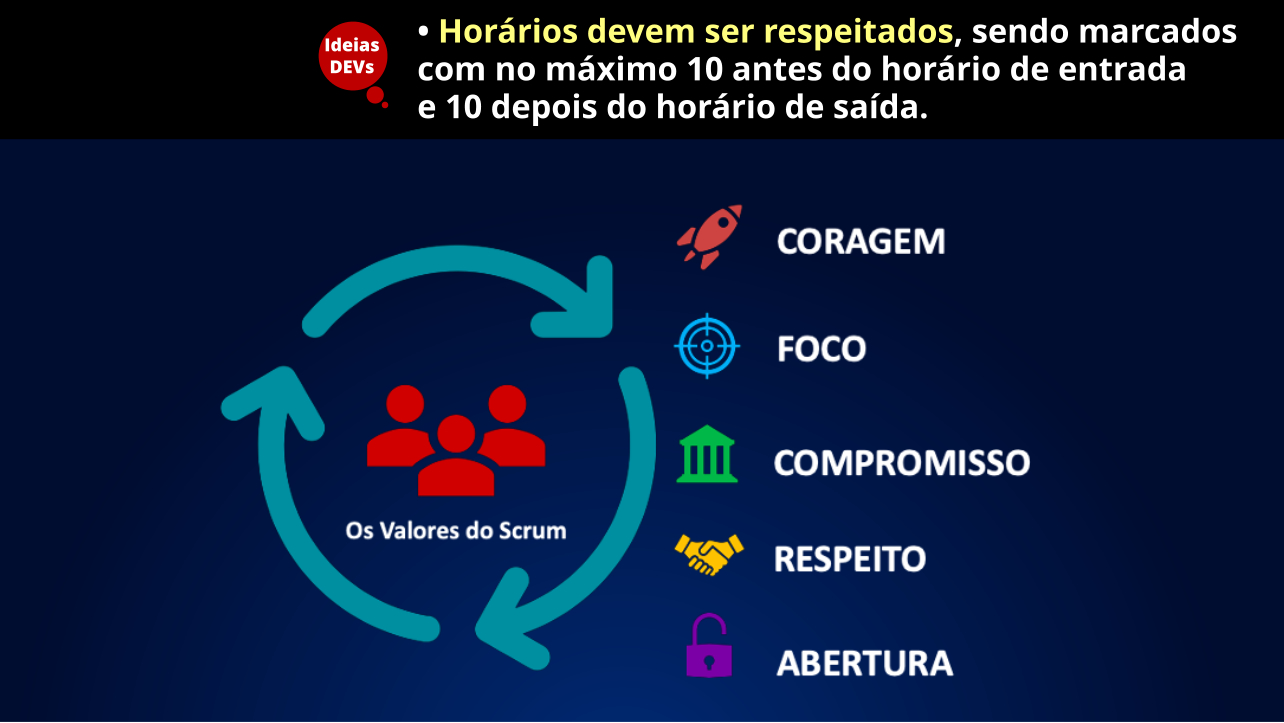 Ideias
DEVs
• Horários devem ser respeitados, sendo marcados
com no máximo 10 antes do horário de entrada
e 10 depois do horário de saída.
CORAGEM
FOCO
COMPROMISSO
Os Valores do Scrum
RESPEITO
ABERTURA